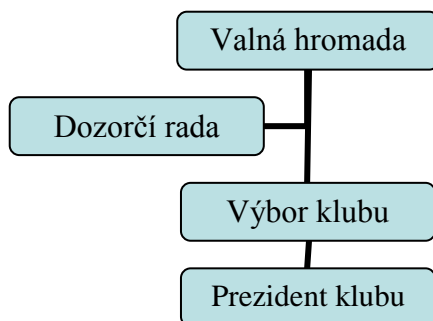 Valná hromada
Dozorčí rada
Výbor klubu
Prezident klubu